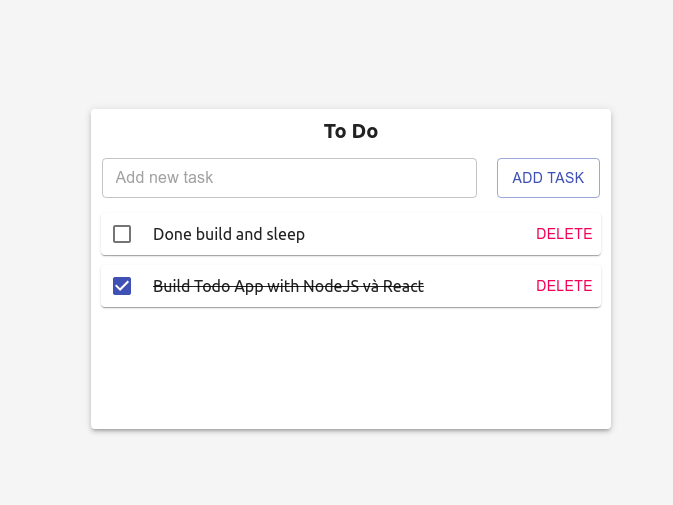 To Do
Add new task
ADD TASK
Done build and sleep
DELETE
Build Todo App with NodeJS và React
DELETE